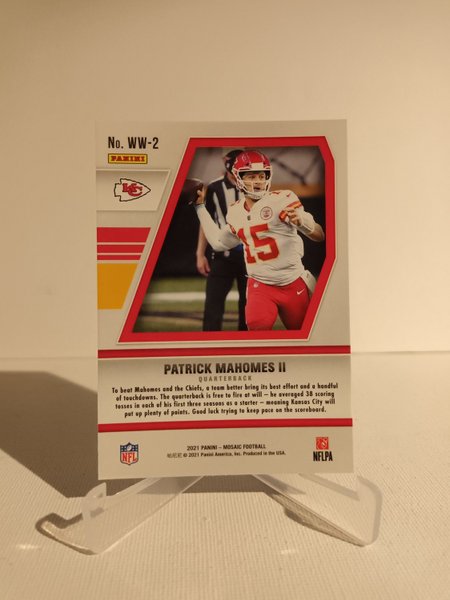 No. WW-2
PANINI
KC
15
PATRICK MAHOMES II
QUARTERBACK
To beat Mahomes and the Chiefs, a team better bring its best effort and a handful
of touchdowns. The quarterback is free to fire at will – he averaged 38 scoring
tosses in each of his first three seasons as a starter – meaning Kansas City will
put up plenty of points. Good luck trying to keep pace on the scoreboard.
NFL
2021 PANINI – MOSAIC FOOTBALL
© 2021 Panini America, Inc. Produced in the USA.
NFLPA